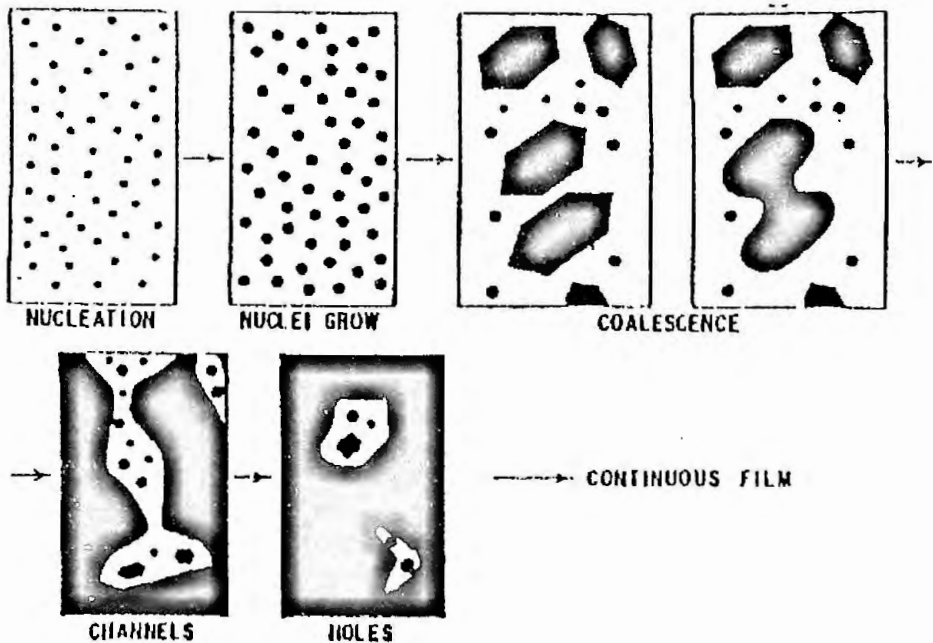 NUCLEATION
NUCLEI GROW
COALESCENCE
CONTINUOUS FILM
CHANNELS
HOLES